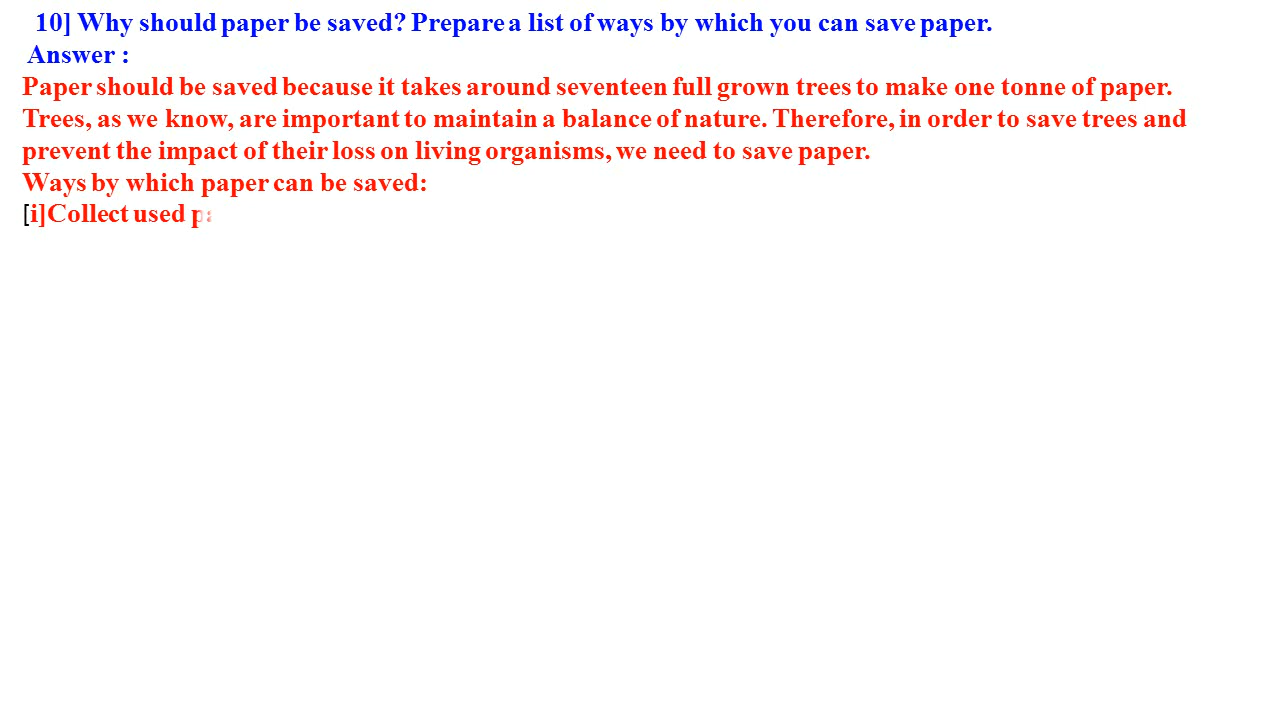 10] Why should paper be saved? Prepare a list of ways by which you can save paper.
Answer :
Paper should be saved because it takes around seventeen full grown trees to make one tonne of paper.
Trees, as we know, are important to maintain a balance of nature. Therefore, in order to save trees and
prevent the impact of their loss on living organisms, we need to save paper.
Ways by which paper can be saved:
[i]Collect used